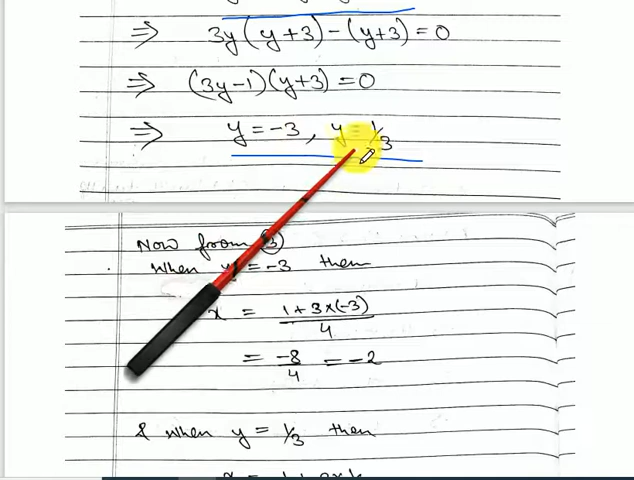 ⇒ 3y(y+3)-(y+3)=0
⇒ (3y-1)(y+3)=0
⇒ y=-3, y=1/3
Now from ③
When y=-3 then
x = (1+3×(-3))/4
= -8/4 = -2
& when y = 1/3 then